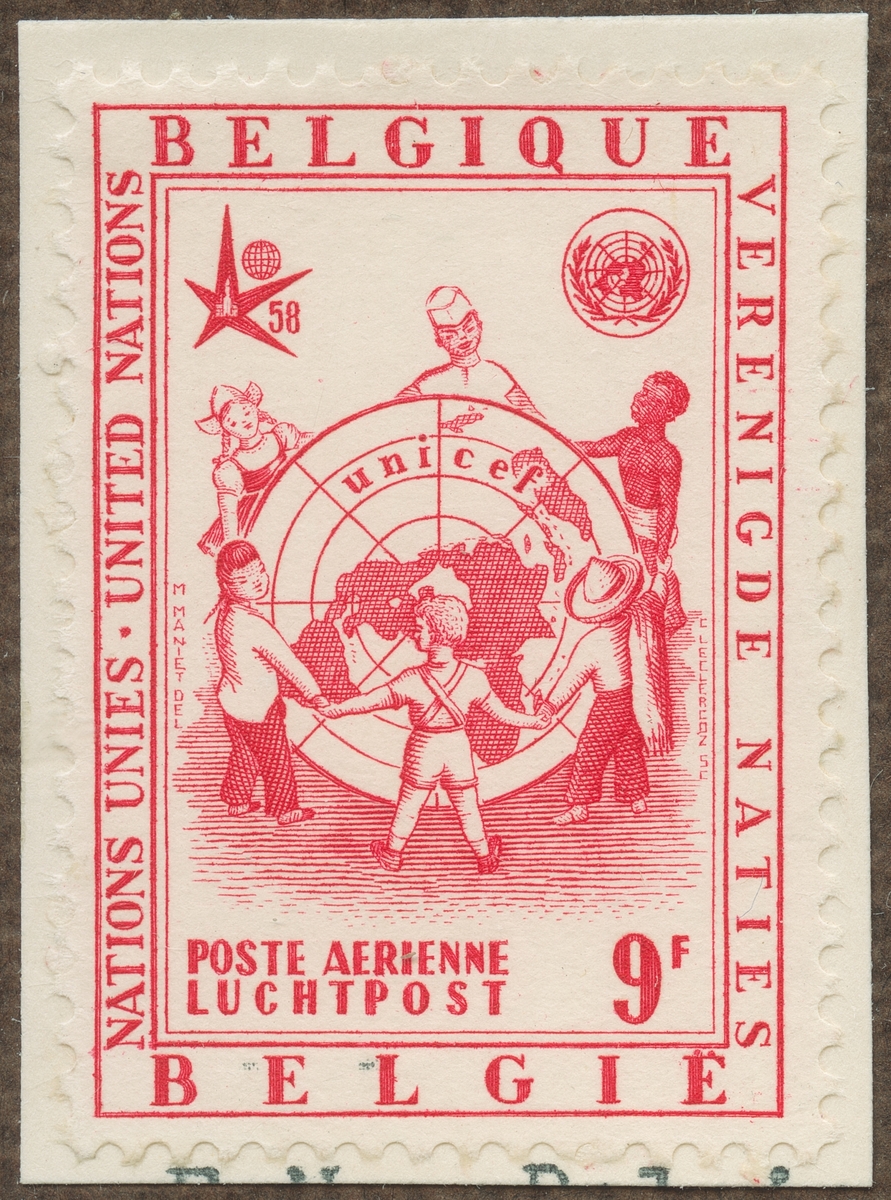 BELGIQUE
NATIONS UNIES · UNITED NATIONS
VERENIGDE NATIES
58
unicef
M MANIET DEL
C LECLERCQZ SC
POSTE AERIENNE
LUCHTPOST
9F
BELGIË